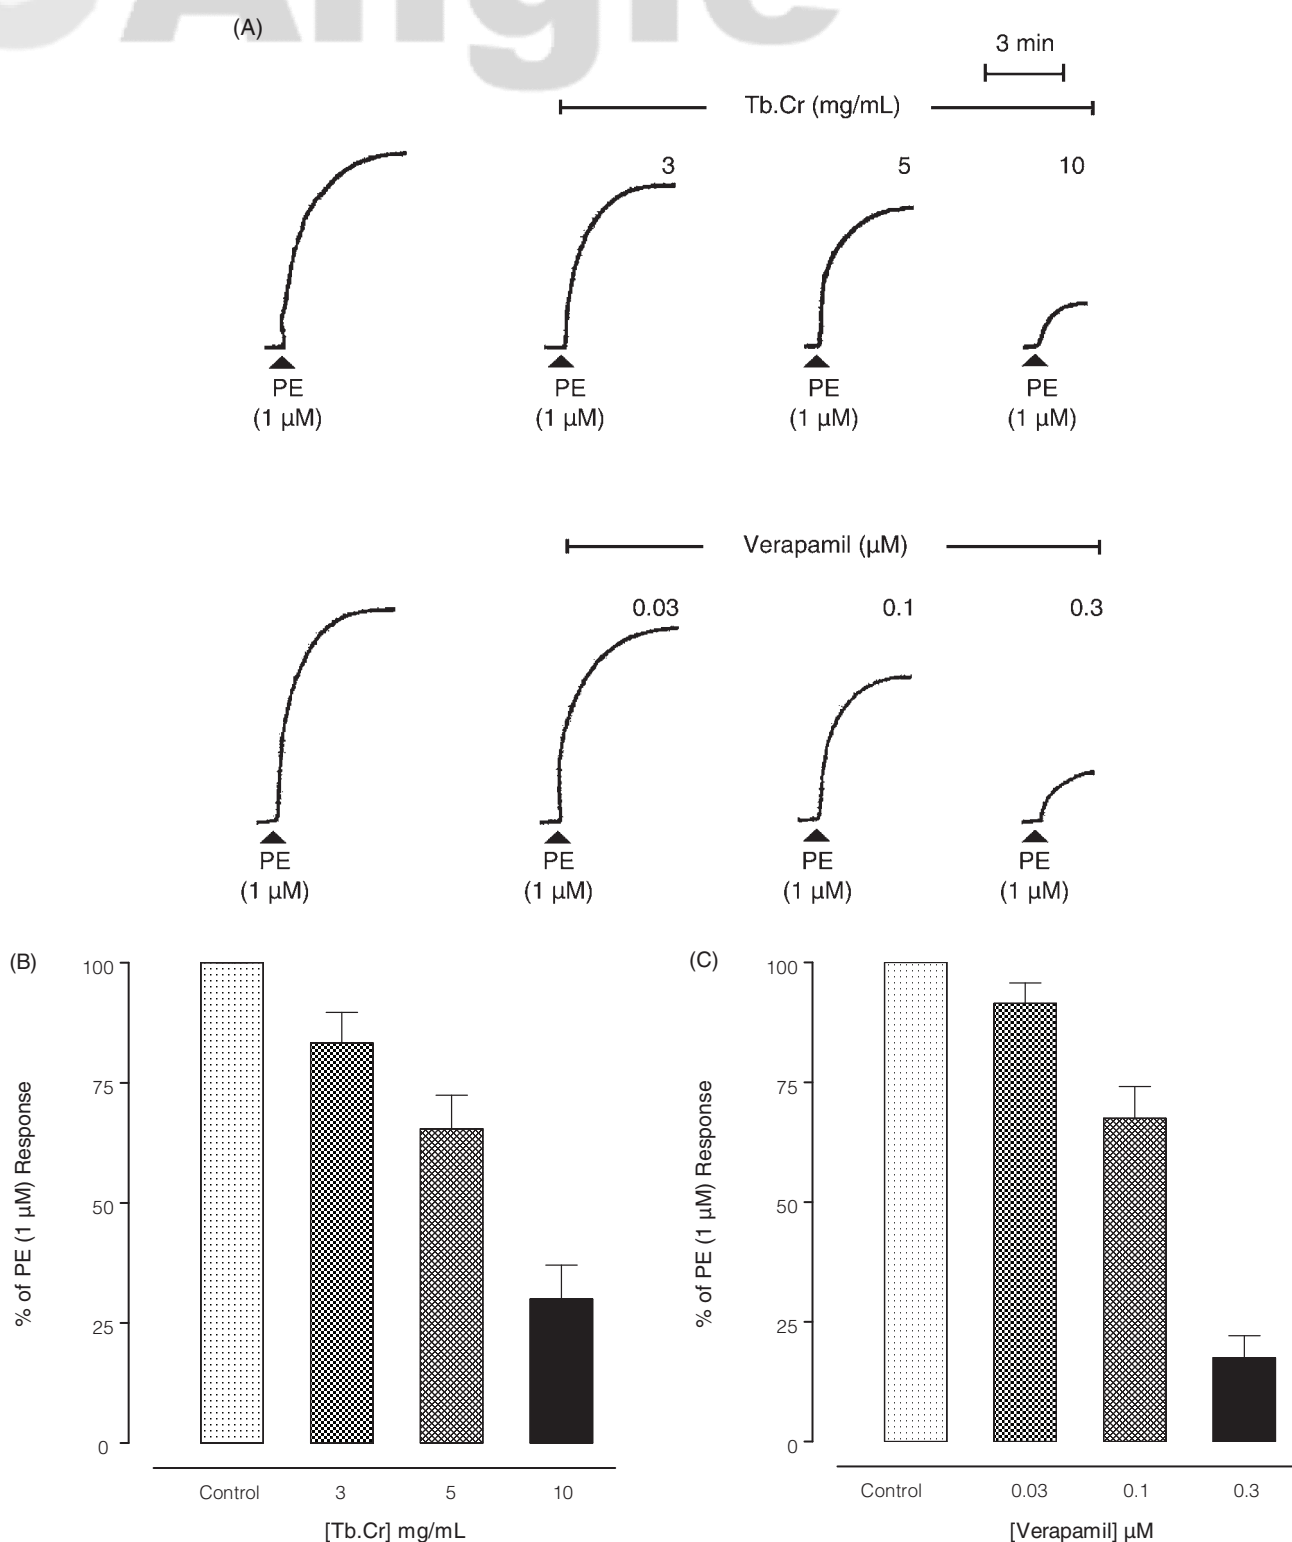 (A)
3 min
Tb.Cr (mg/mL)
3 5 10
PE PE PE PE
(1 µM) (1 µM) (1 µM) (1 µM)
Verapamil (µM)
0.03 0.1 0.3
PE PE PE PE
(1 µM) (1 µM) (1 µM) (1 µM)
(B)
% of PE (1 µM) Response
100
75
50
25
0
Control 3 5 10
[Tb.Cr] mg/mL
(C)
% of PE (1 µM) Response
100
75
50
25
0
Control 0.03 0.1 0.3
[Verapamil] µM